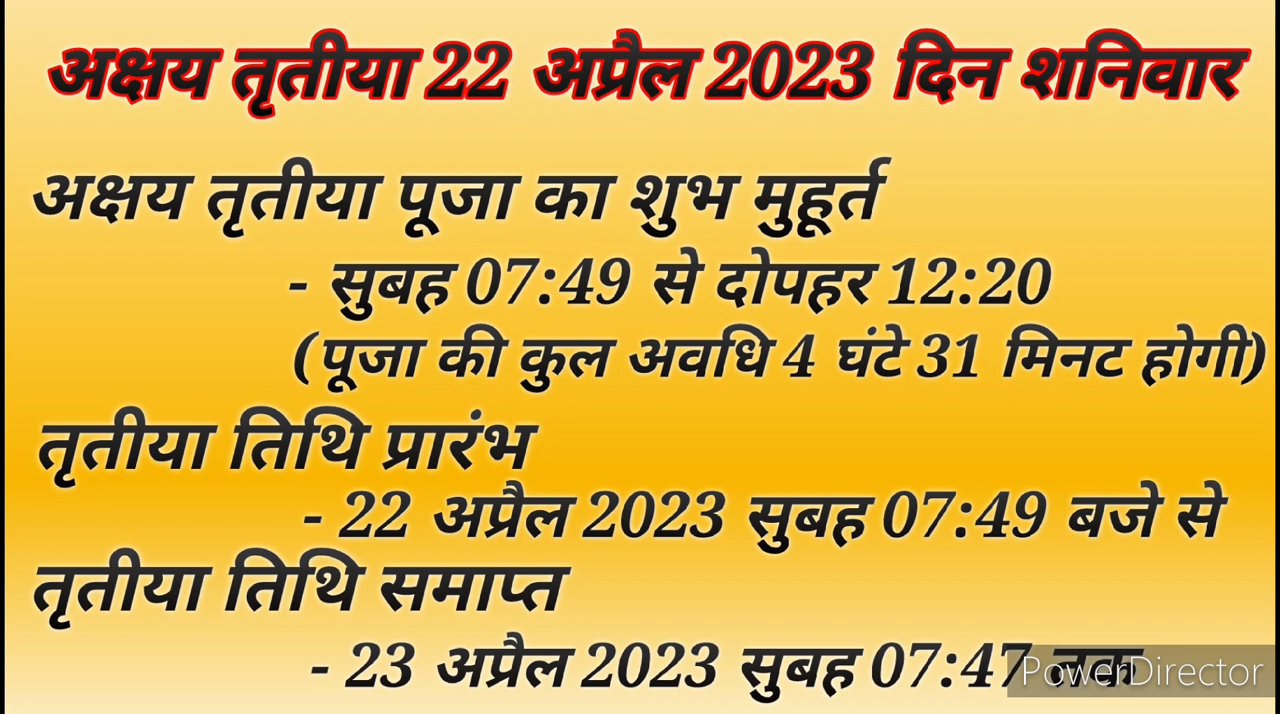 अक्षय तृतीया 22 अप्रैल 2023 दिन शनिवार
अक्षय तृतीया पूजा का शुभ मुहूर्त
- सुबह 07:49 से दोपहर 12:20
(पूजा की कुल अवधि 4 घंटे 31 मिनट होगी)
तृतीया तिथि प्रारंभ
- 22 अप्रैल 2023 सुबह 07:49 बजे से
तृतीया तिथि समाप्त
- 23 अप्रैल 2023 सुबह 07:47 तक
PowerDirector